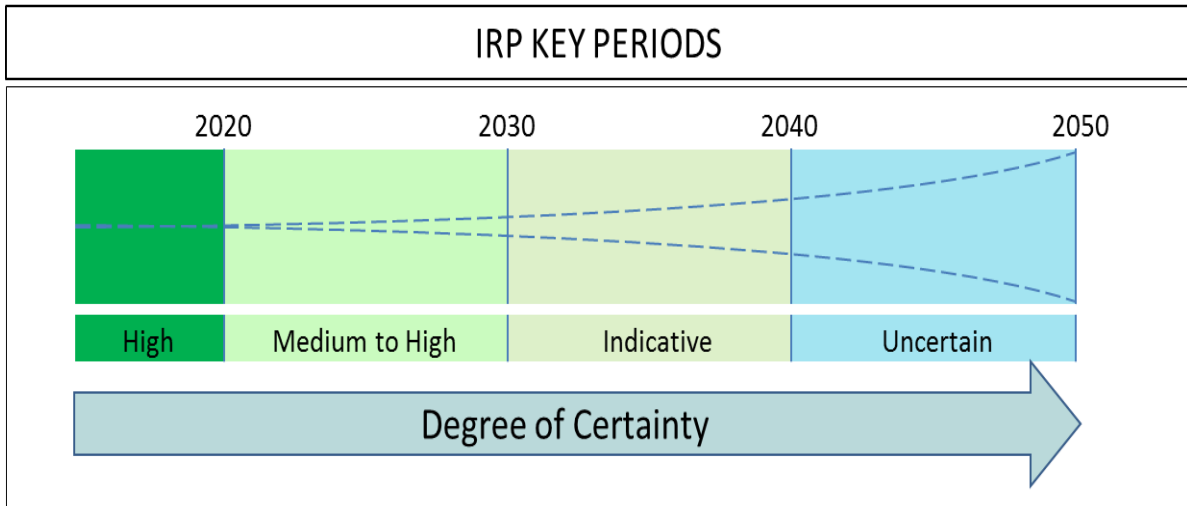 IRP KEY PERIODS
2020 2030 2040 2050
High Medium to High Indicative Uncertain
Degree of Certainty